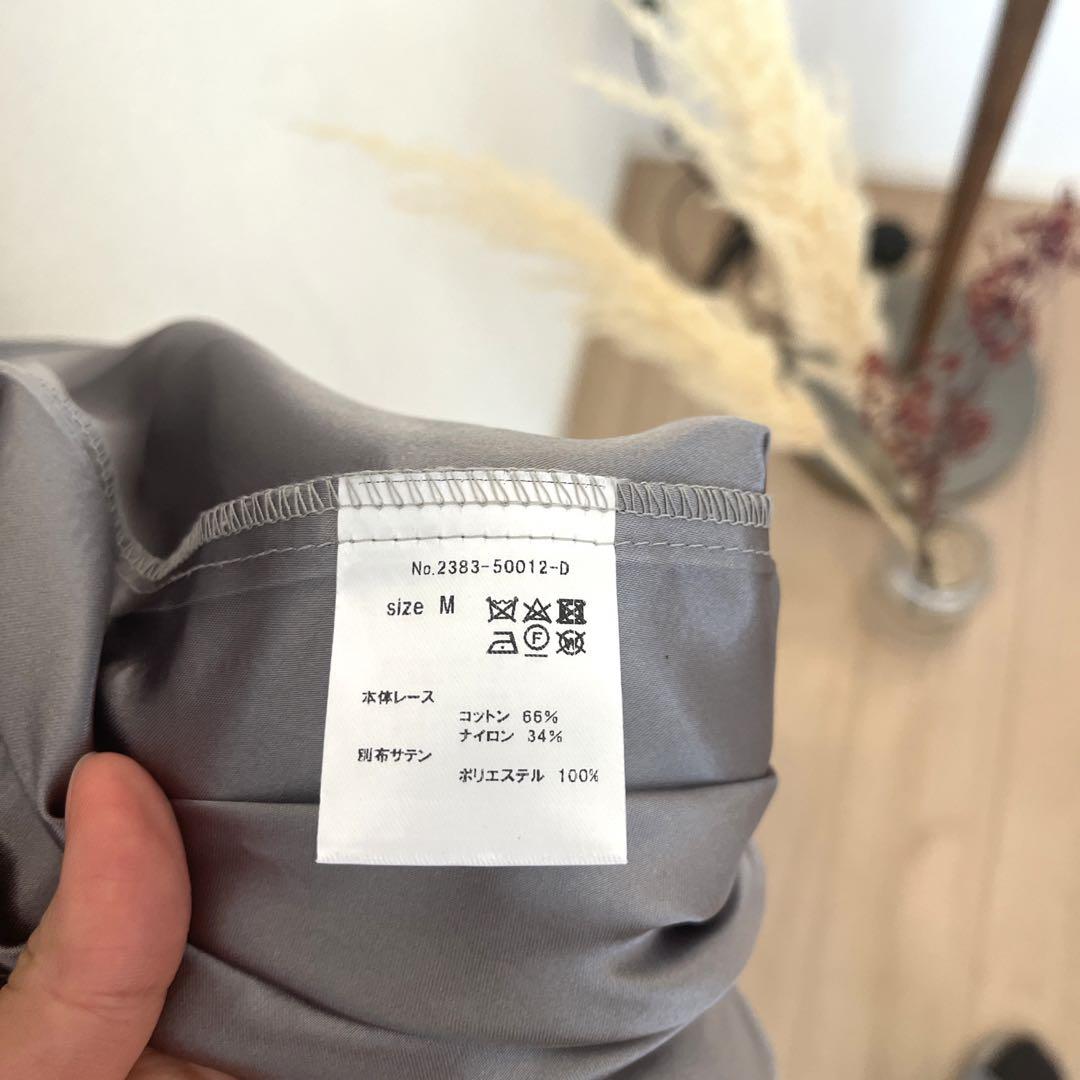 No.2383-50012-D
size M
F
W
本体レース
コットン 66%
ナイロン 34%
別布サテン
ポリエステル 100%